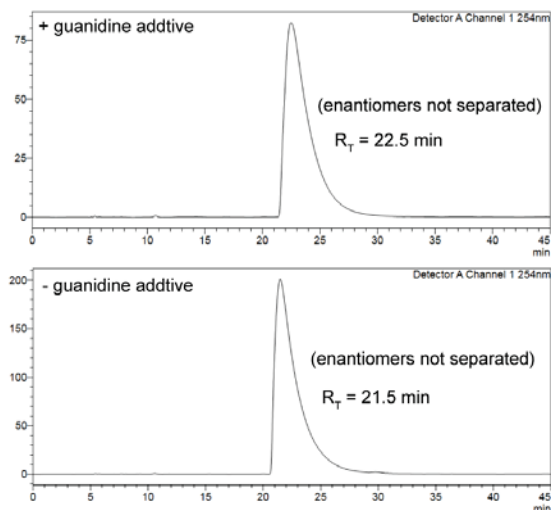 Detector A Channel 1 254nm
+ guanidine addtive
75
(enantiomers not separated)
50
R_T = 22.5 min
25
0
0 5 10 15 20 25 30 35 40 45
min
Detector A Channel 1 254nm
- guanidine addtive
200
150
(enantiomers not separated)
100
R_T = 21.5 min
50
0
0 5 10 15 20 25 30 35 40 45
min